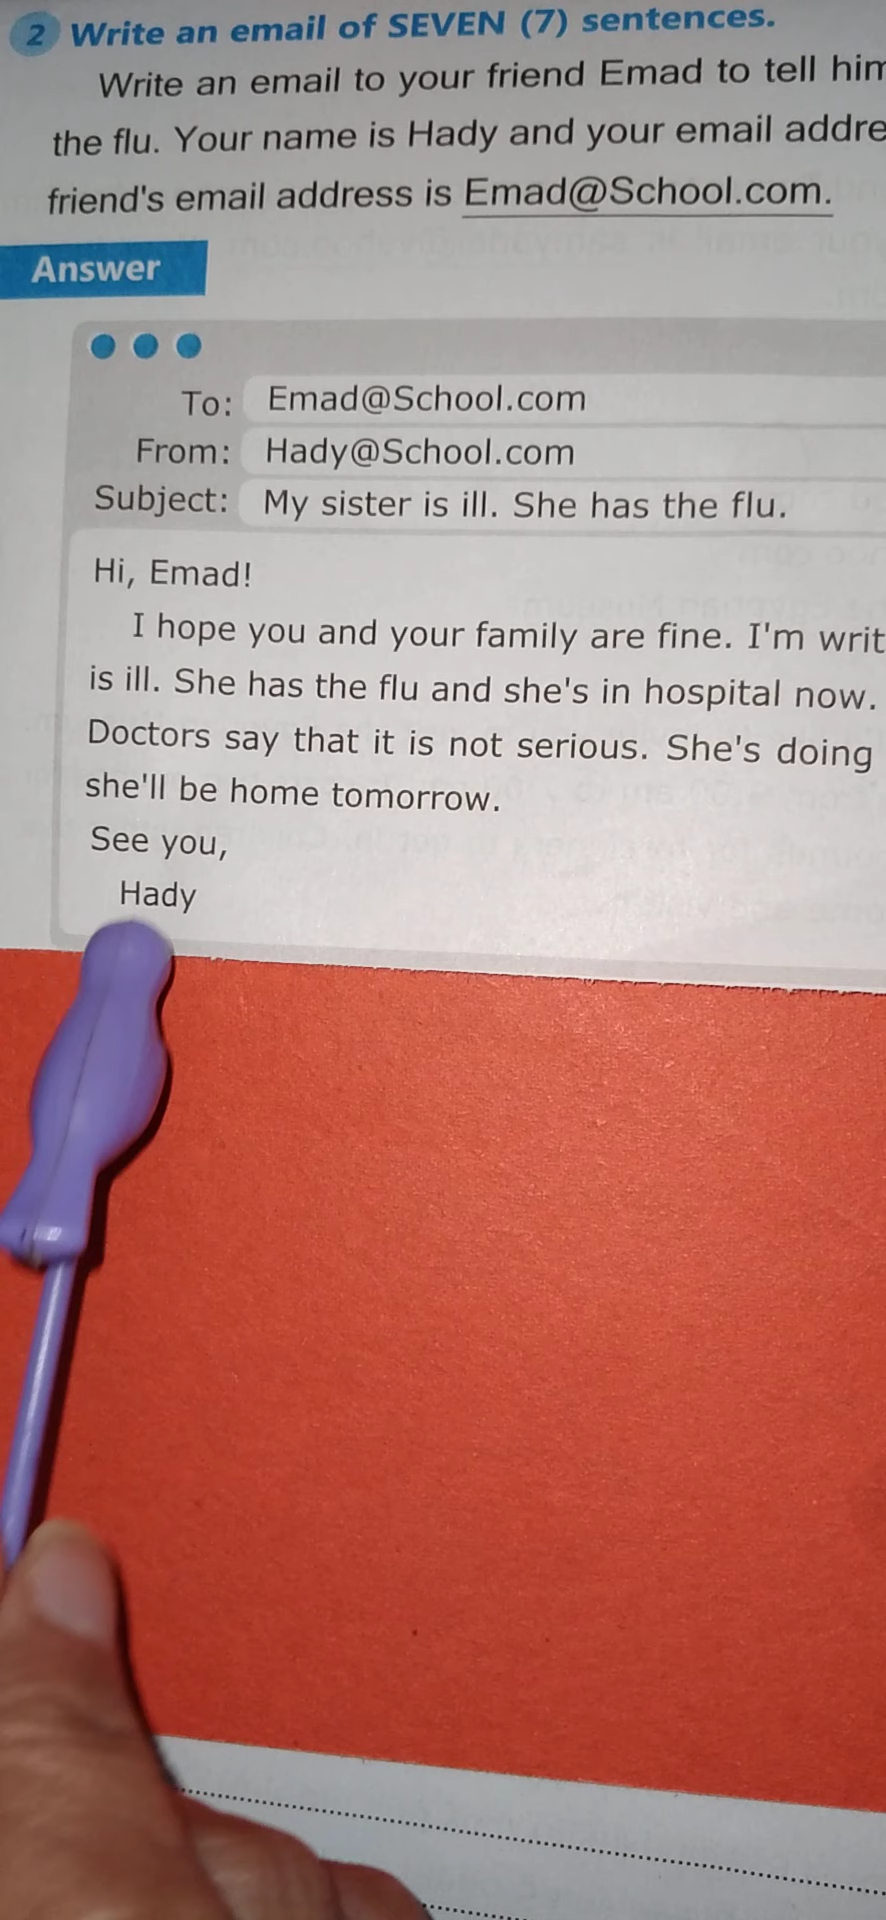 2 Write an email of SEVEN (7) sentences.
Write an email to your friend Emad to tell him
the flu. Your name is Hady and your email addre
friend's email address is Emad@School.com.
Answer
To: Emad@School.com
From: Hady@School.com
Subject: My sister is ill. She has the flu.
Hi, Emad!
I hope you and your family are fine. I'm writ
is ill. She has the flu and she's in hospital now.
Doctors say that it is not serious. She's doing
she'll be home tomorrow.
See you,
Hady